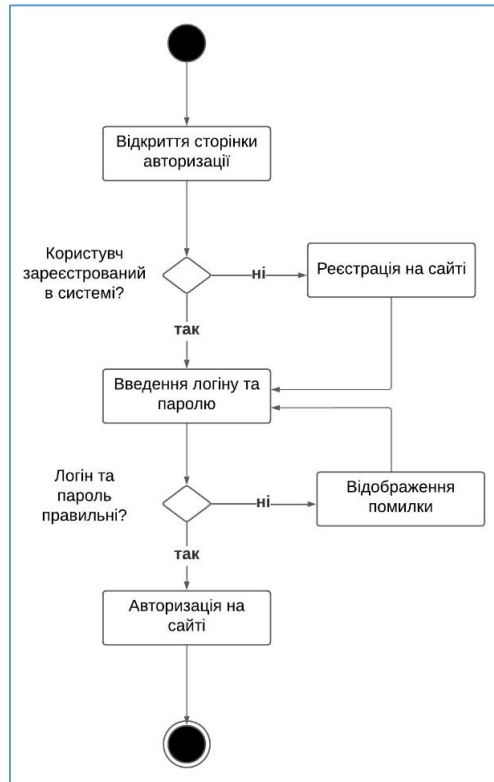 Відкриття сторінки
авторизації
Користувч
зареєстрований
в системі?
ні
Реєстрація на сайті
так
Введення логіну та
паролю
Логін та
пароль
правильні?
ні
Відображення
помилки
так
Авторизація на
сайті